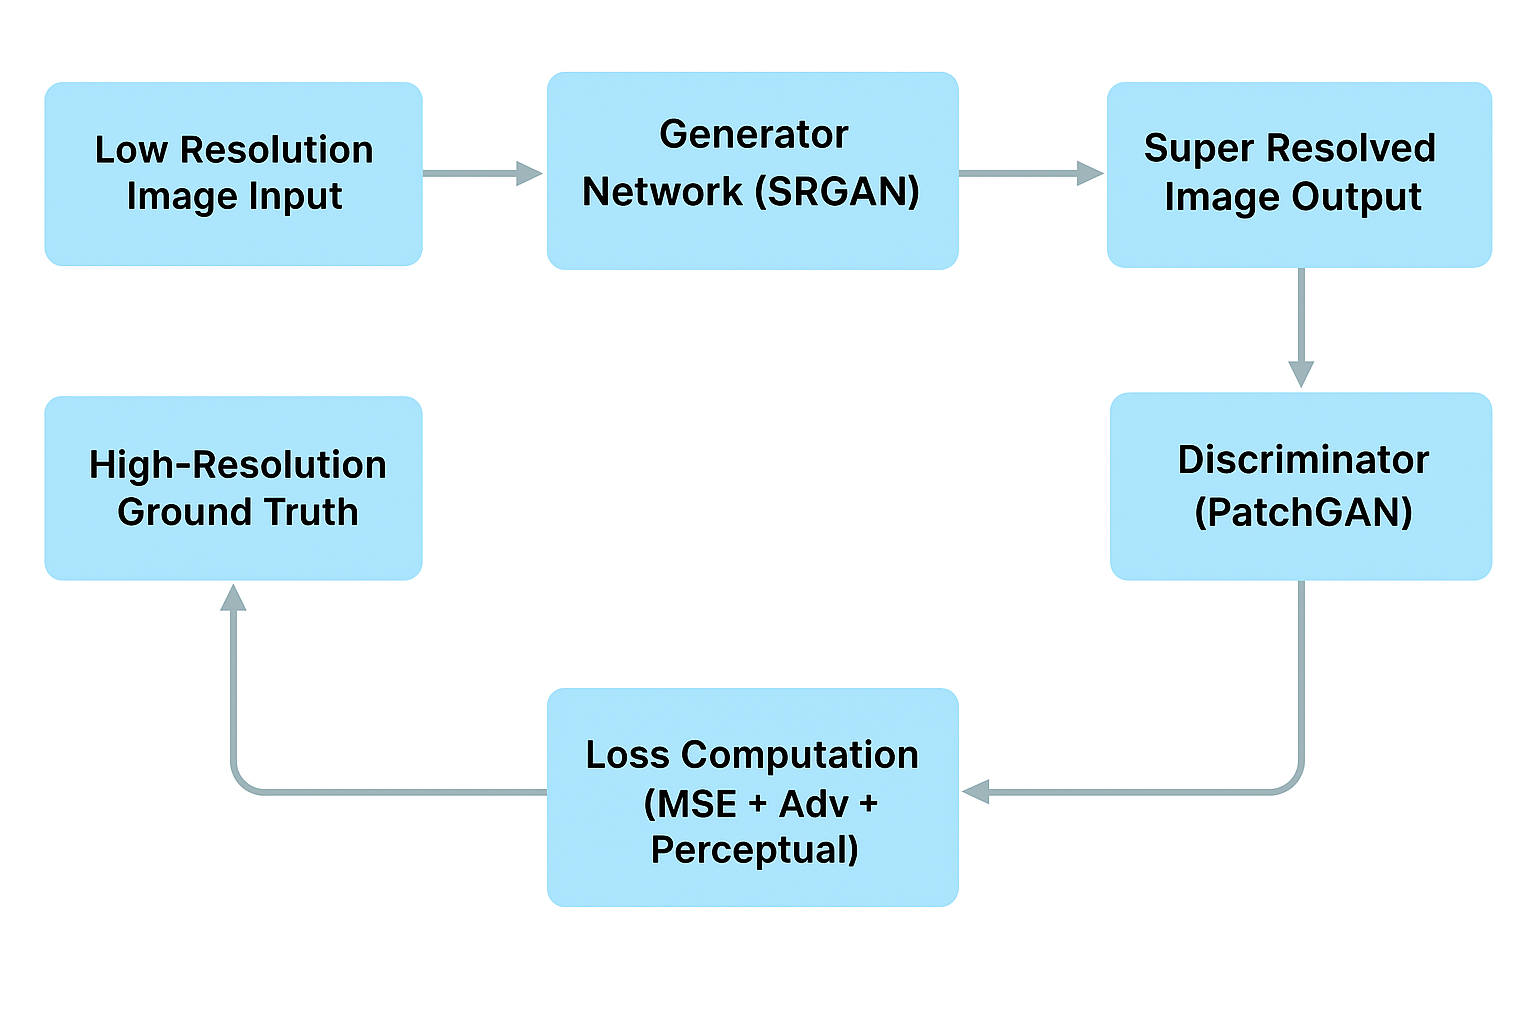 Low Resolution
Image Input
Generator
Network (SRGAN)
Super Resolved
Image Output
High-Resolution
Ground Truth
Discriminator
(PatchGAN)
Loss Computation
(MSE + Adv +
Perceptual)